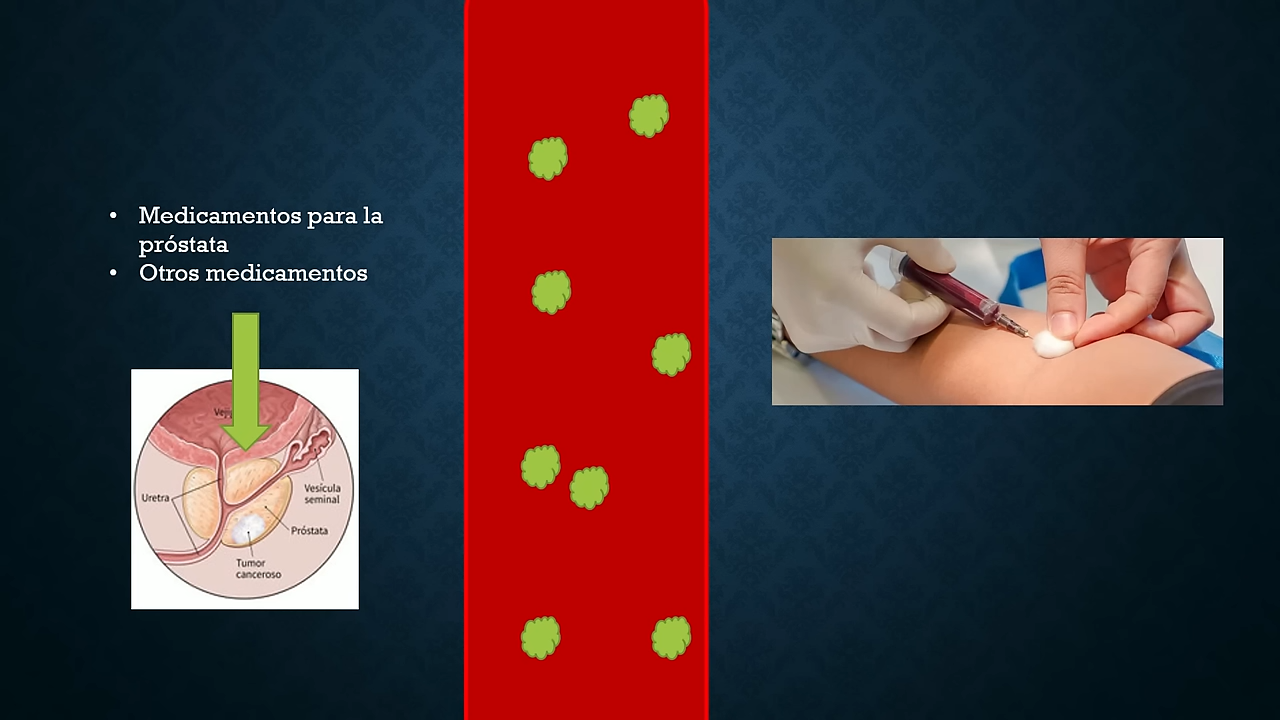 • Medicamentos para la
próstata
• Otros medicamentos
Uretra
Vesícula
seminal
Próstata
Tumor
canceroso